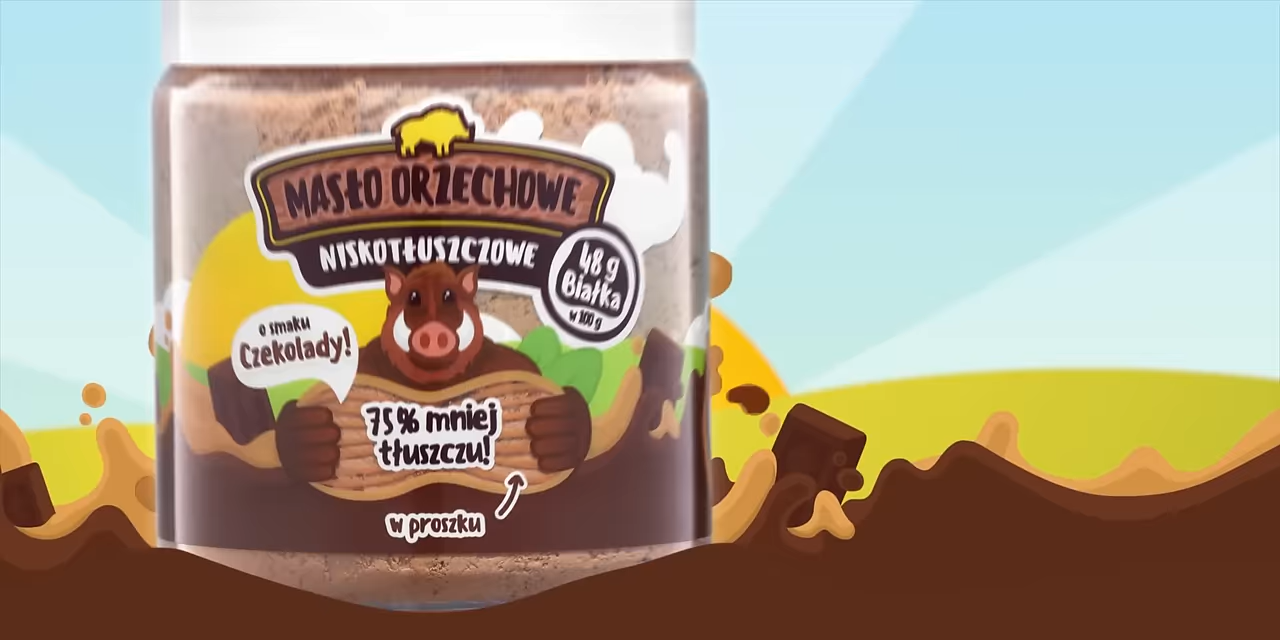 MASŁO ORZECHOWE
NISKOTŁUSZCZOWE
48 g
Białka
w 100 g
o smaku
Czekolady!
75% mniej
tłuszczu!
w proszku